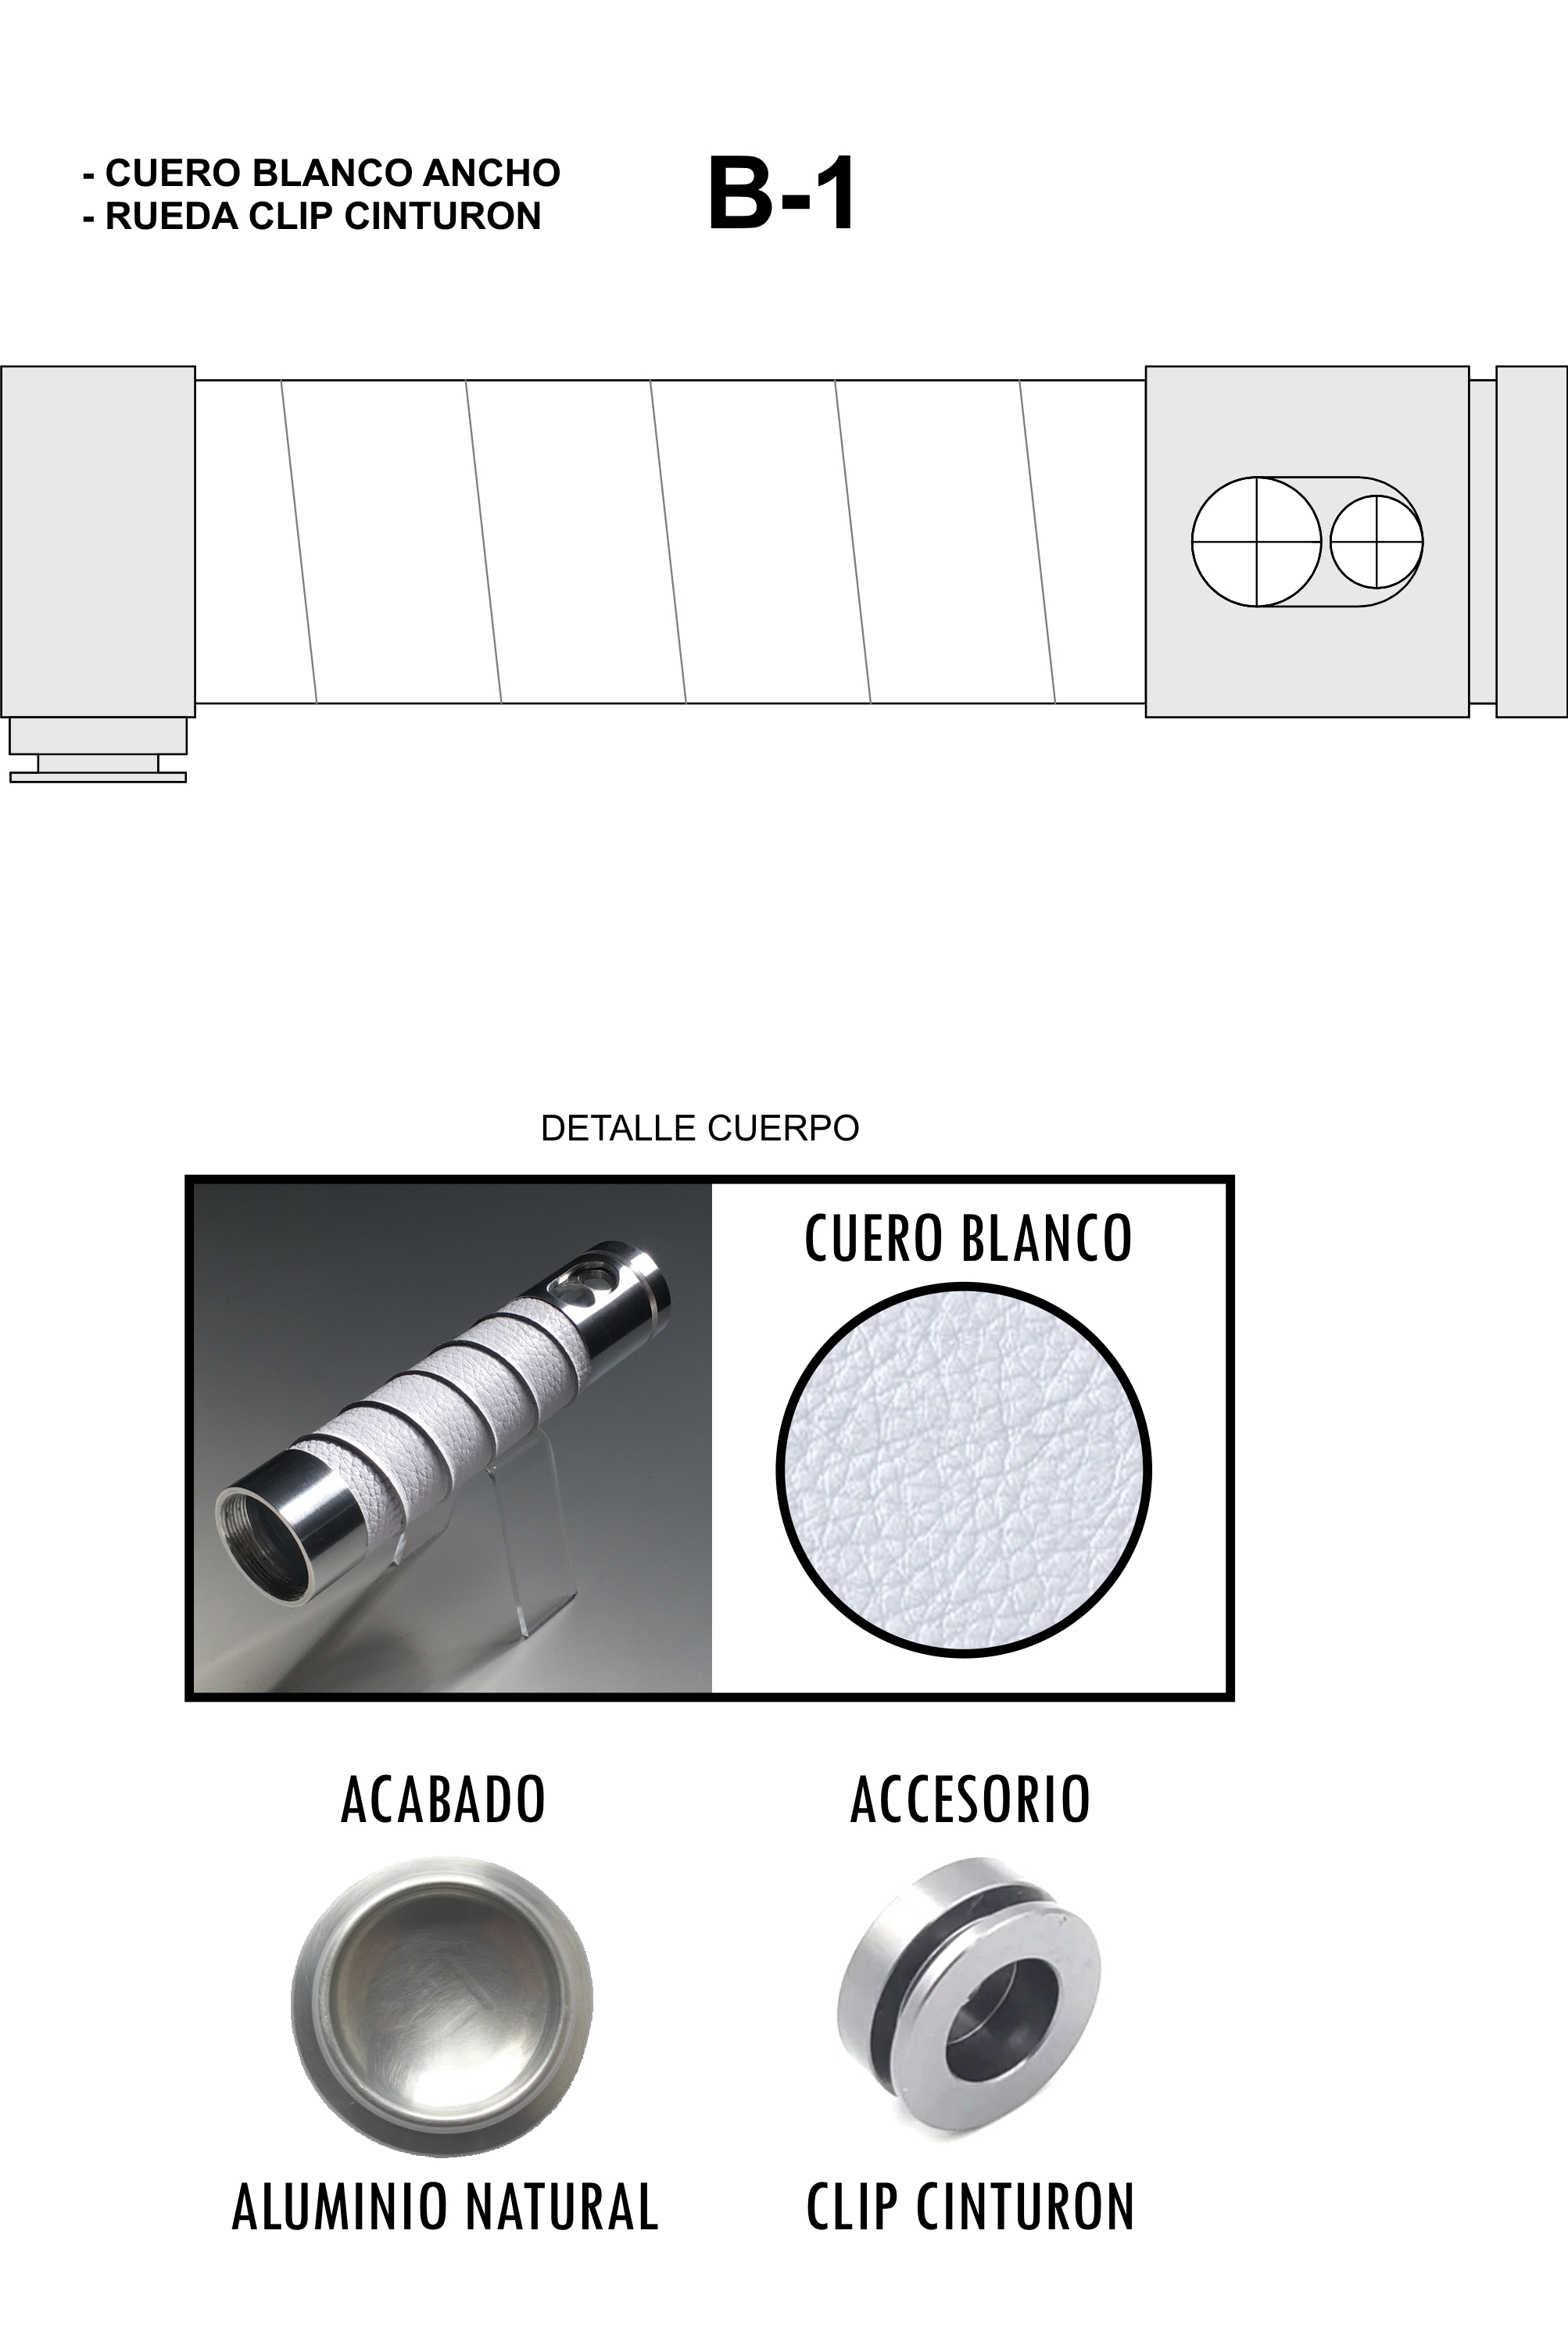 - CUERO BLANCO ANCHO
- RUEDA CLIP CINTURON
B-1
DETALLE CUERPO
CUERO BLANCO
ACABADO
ACCESORIO
ALUMINIO NATURAL
CLIP CINTURON